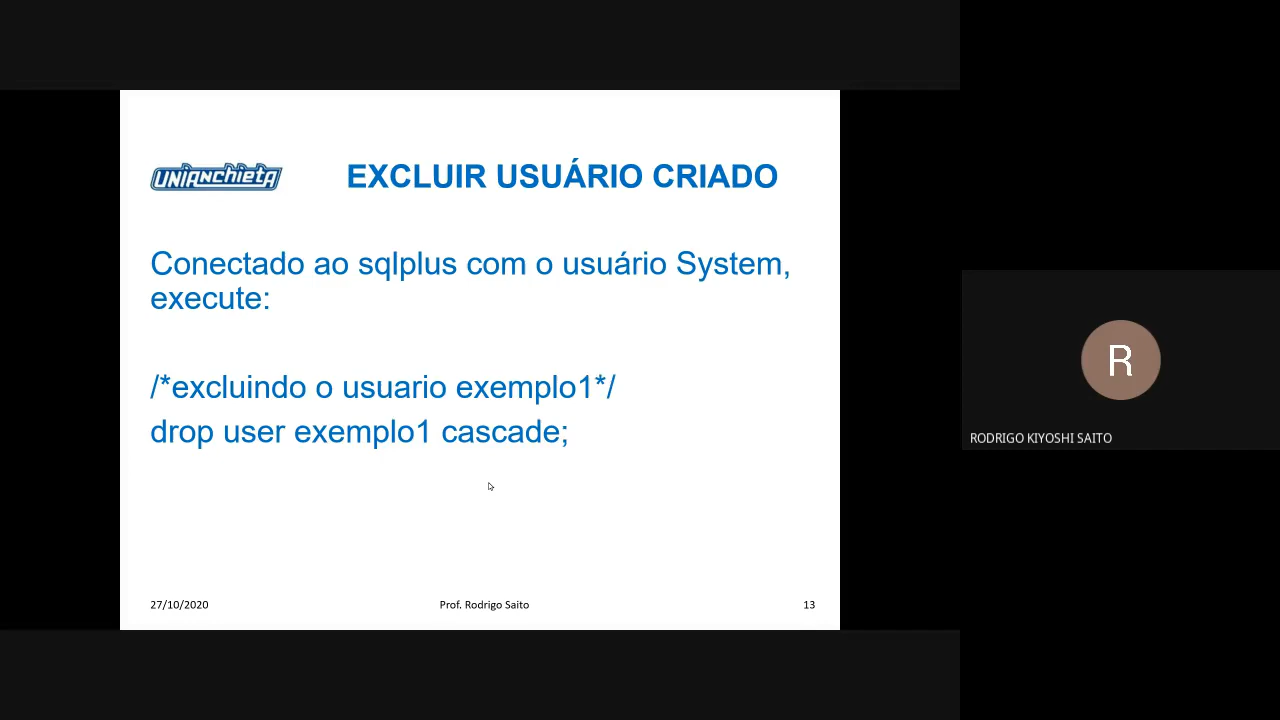 UNIANCHIETA
EXCLUIR USUÁRIO CRIADO
Conectado ao sqlplus com o usuário System,
execute:
/*excluindo o usuario exemplo1*/
drop user exemplo1 cascade;
R
RODRIGO KIYOSHI SAITO
27/10/2020
Prof. Rodrigo Saito
13